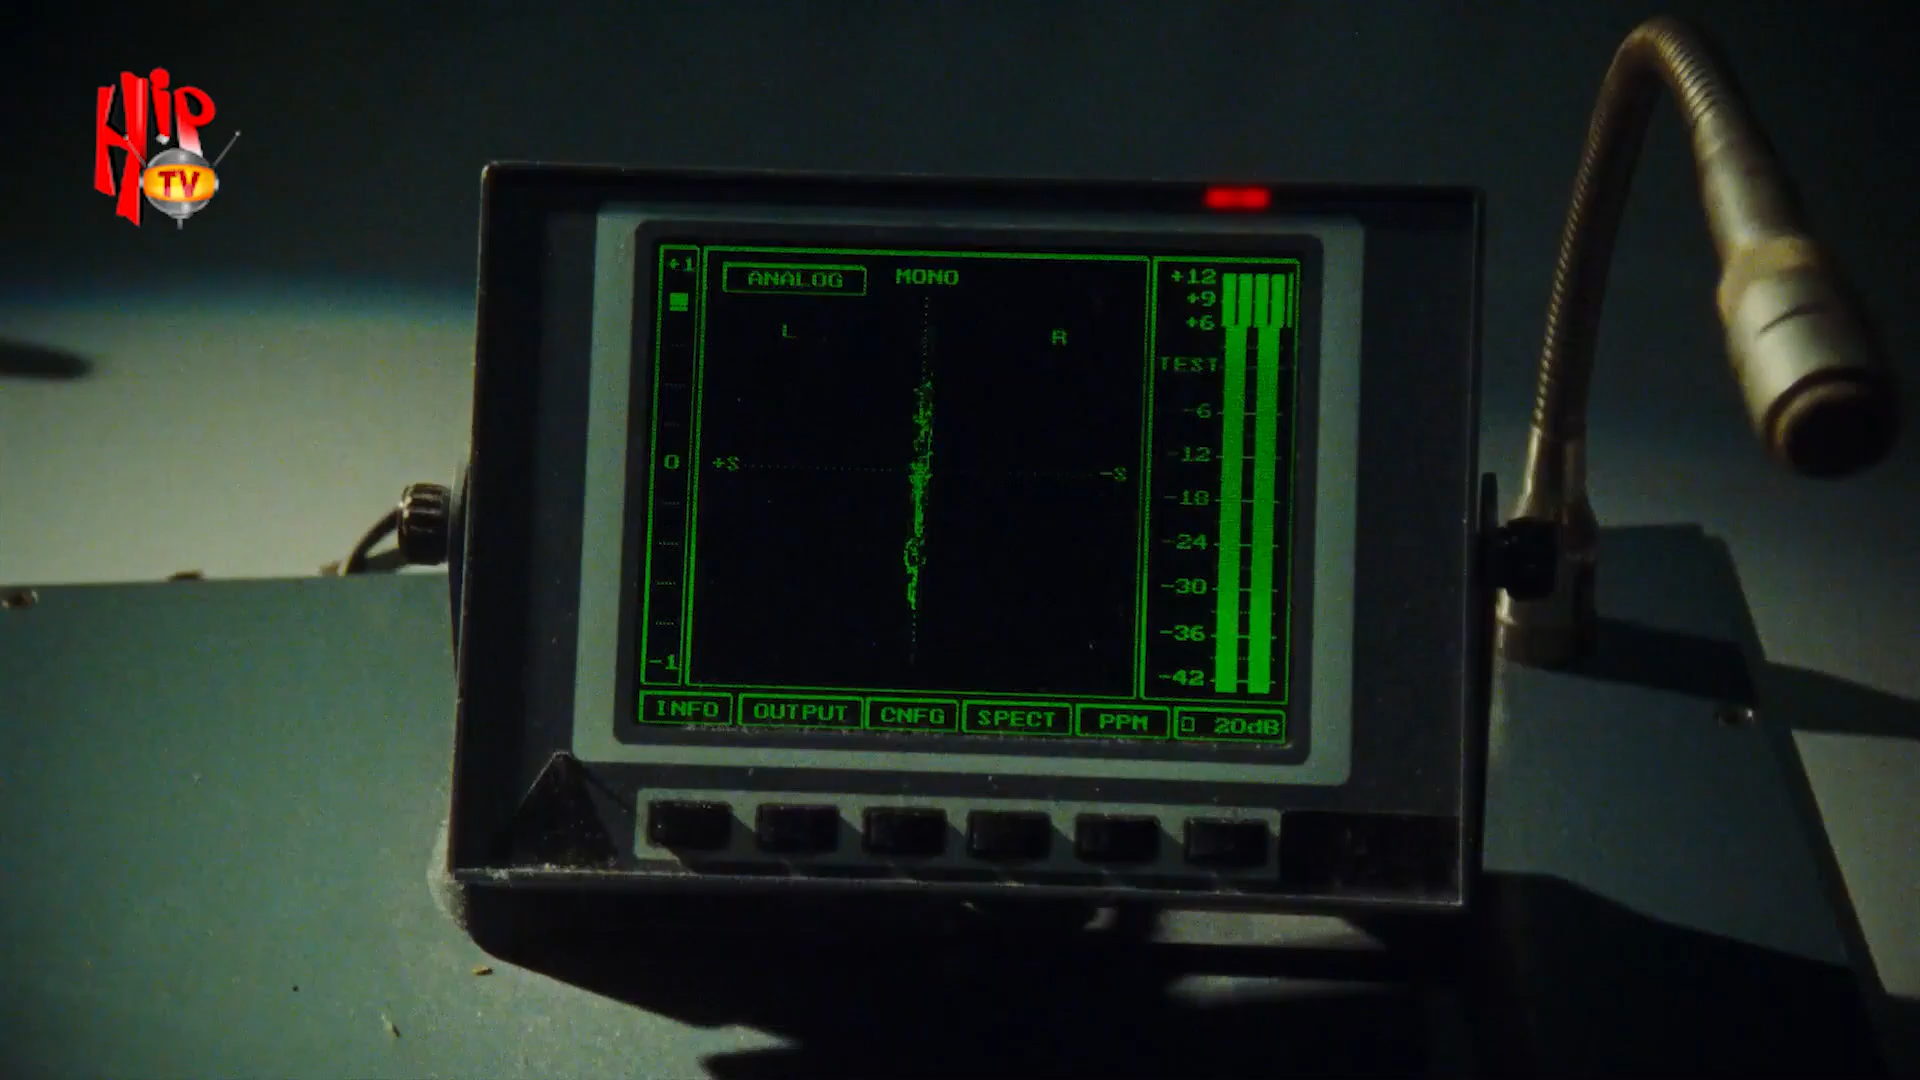 Hip
TV
+1
0
-1
ANALOG
MONO
L
R
+S
-S
+12
+9
+6
TEST
-6
-12
-18
-24
-30
-36
-42
INFO
OUTPUT
CNFG
SPECT
PPM
20dB